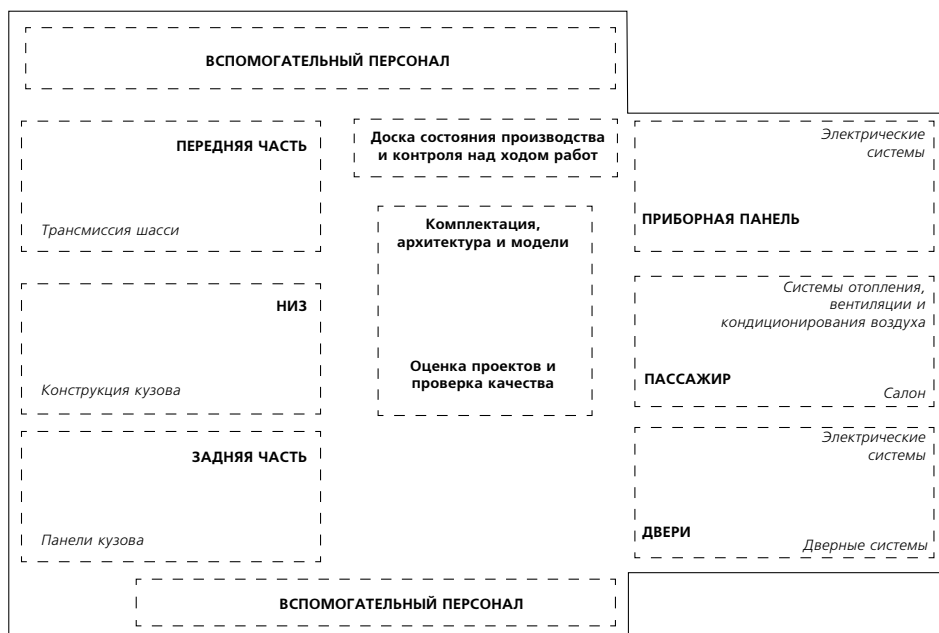 ВСПОМОГАТЕЛЬНЫЙ ПЕРСОНАЛ
ПЕРЕДНЯЯ ЧАСТЬ
Трансмиссия шасси
Доска состояния производства
и контроля над ходом работ
Электрические
системы
ПРИБОРНАЯ ПАНЕЛЬ
Комплектация,
архитектура и модели
НИЗ
Конструкция кузова
Оценка проектов и
проверка качества
Системы отопления,
вентиляции и
кондиционирования воздуха
ПАССАЖИР
Салон
ЗАДНЯЯ ЧАСТЬ
Панели кузова
Электрические
системы
ДВЕРИ
Дверные системы
ВСПОМОГАТЕЛЬНЫЙ ПЕРСОНАЛ